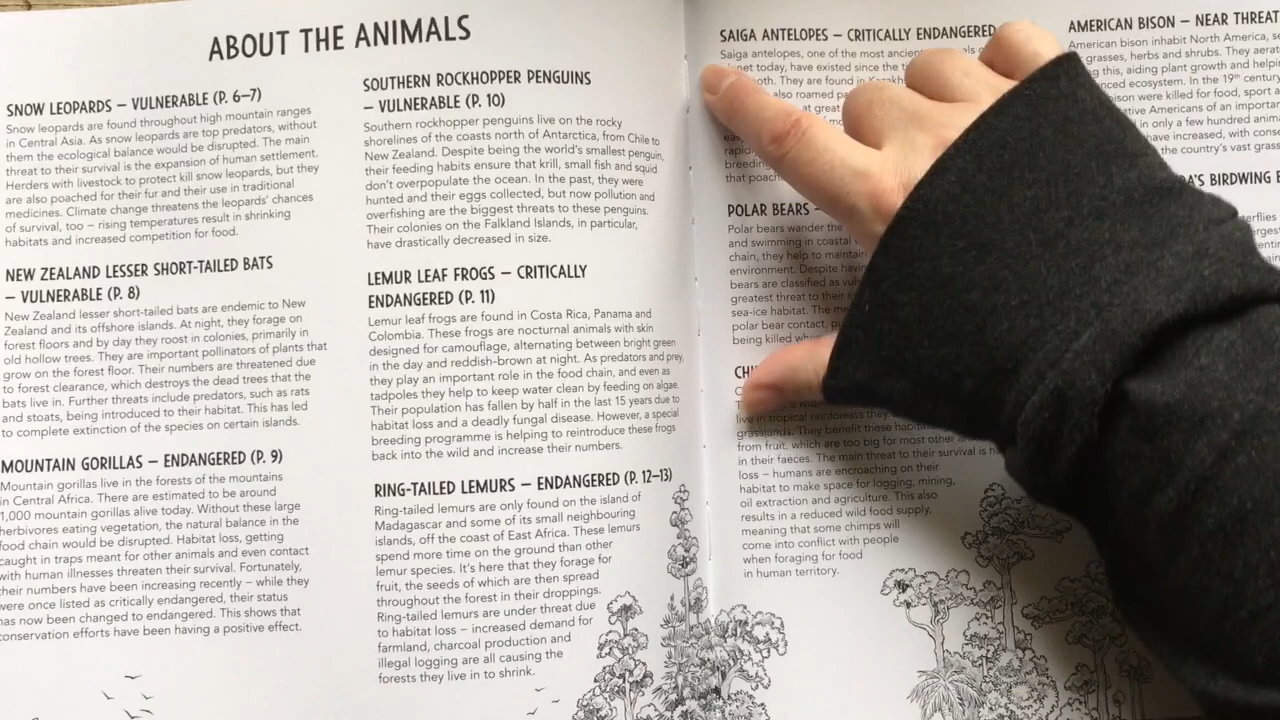 ABOUT THE ANIMALS
SNOW LEOPARDS – VULNERABLE (P. 6–7)
Snow leopards are found throughout high mountain ranges
in Central Asia. As snow leopards are top predators, without
them the ecological balance would be disrupted. The main
threat to their survival is the expansion of human settlement.
Herders with livestock to protect kill snow leopards, but they
are also poached for their fur and their use in traditional
medicines. Climate change threatens the leopards' chances
of survival, too – rising temperatures result in shrinking
habitats and increased competition for food.
NEW ZEALAND LESSER SHORT-TAILED BATS
– VULNERABLE (P. 8)
New Zealand lesser short-tailed bats are endemic to New
Zealand and its offshore islands. At night, they forage on
forest floors and by day they roost in colonies, primarily in
old hollow trees. They are important pollinators of plants that
grow on the forest floor. Their numbers are threatened due
to forest clearance, which destroys the dead trees that the
bats live in. Further threats include predators, such as rats
and stoats, being introduced to their habitat. This has led
to complete extinction of the species on certain islands.
MOUNTAIN GORILLAS – ENDANGERED (P. 9)
Mountain gorillas live in the forests of the mountains
in Central Africa. There are estimated to be around
1,000 mountain gorillas alive today. Without these large
herbivores eating vegetation, the natural balance in the
food chain would be disrupted. Habitat loss, getting
caught in traps meant for other animals and even contact
with human illnesses threaten their survival. Fortunately,
their numbers have been increasing recently – while they
were once listed as critically endangered, their status
has now been changed to endangered. This shows that
conservation efforts have been having a positive effect.
SOUTHERN ROCKHOPPER PENGUINS
– VULNERABLE (P. 10)
Southern rockhopper penguins live on the rocky
shorelines of the coasts north of Antarctica, from Chile to
New Zealand. Despite being the world's smallest penguin,
their feeding habits ensure that krill, small fish and squid
don't overpopulate the ocean. In the past, they were
hunted and their eggs collected, but now pollution and
overfishing are the biggest threats to these penguins.
Their colonies on the Falkland Islands, in particular,
have drastically decreased in size.
LEMUR LEAF FROGS – CRITICALLY
ENDANGERED (P. 11)
Lemur leaf frogs are found in Costa Rica, Panama and
Colombia. These frogs are nocturnal animals with skin
designed for camouflage, alternating between bright green
in the day and reddish-brown at night. As predators and prey,
they play an important role in the food chain, and even as
tadpoles they help to keep water clean by feeding on algae.
Their population has fallen by half in the last 15 years due to
habitat loss and a deadly fungal disease. However, a special
breeding programme is helping to reintroduce these frogs
back into the wild and increase their numbers.
RING-TAILED LEMURS – ENDANGERED (P. 12–13)
Ring-tailed lemurs are only found on the island of
Madagascar and some of its small neighbouring
islands, off the coast of East Africa. These lemurs
spend more time on the ground than other
lemur species. It's here that they forage for
fruit, the seeds of which are then spread
throughout the forest in their droppings.
Ring-tailed lemurs are under threat due
to habitat loss – increased demand for
farmland, charcoal production and
illegal logging are all causing the
forests they live in to shrink.
SAIGA ANTELOPES – CRITICALLY ENDANGERED
Saiga antelopes, one of the most ancient
today, have existed since the
They are found in
also roamed
at great
breeding
that
POLAR BEARS –
Polar bears wander the
and swimming in coastal
chain, they help to maintain
environment. Despite
bears are classified as
greatest threat to their
sea-ice habitat. The
polar bear contact,
being killed
live in tropical rainforests they
grasslands. They benefit these
from fruit, which are too big for most other
in their faeces. The main threat to their survival is
loss – humans are encroaching on their
habitat to make space for logging, mining,
oil extraction and agriculture. This also
results in a reduced wild food supply,
meaning that some chimps will
come into conflict with people
when foraging for food
in human territory.
AMERICAN BISON – NEAR
American bison inhabit North America,
grasses, herbs and shrubs. They
this, aiding plant growth and
ecosystem. In the 19th century
were killed for food, sport
Americans of an important
in only a few hundred
have increased, with
the country's vast
BIRDWING